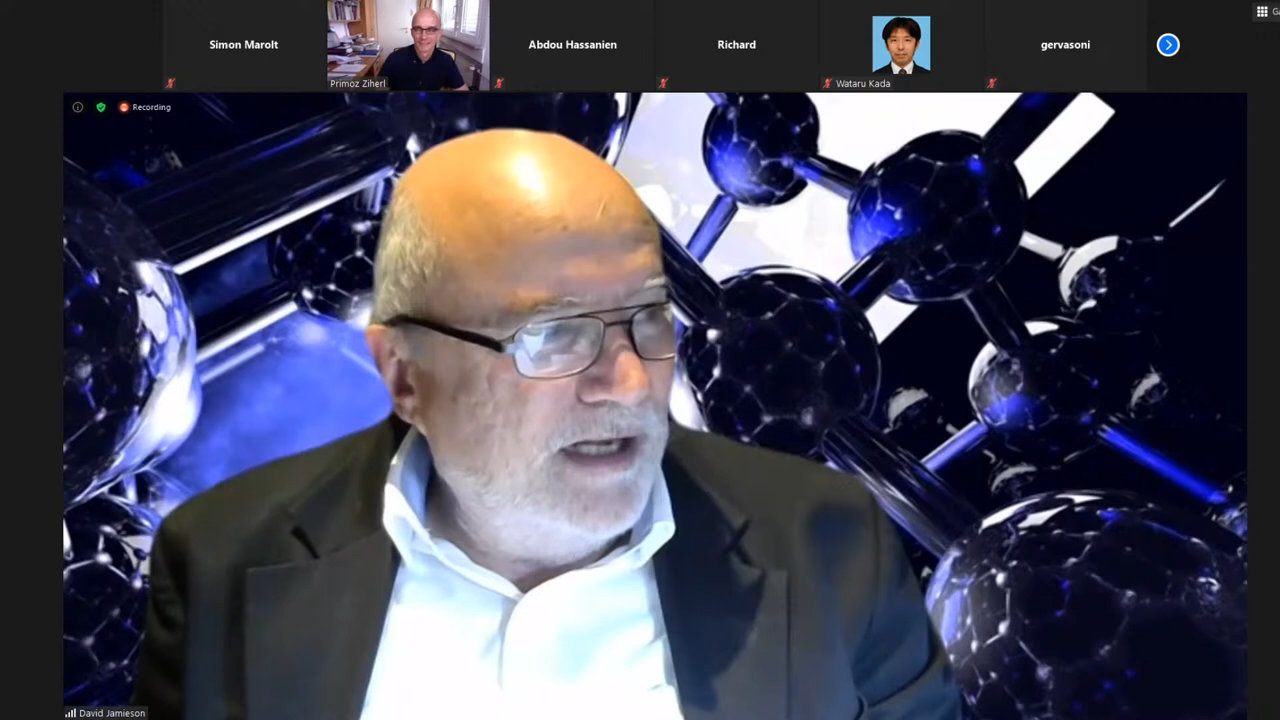 Simon Marolt
Primoz Ziherl
Abdou Hassanien
Richard
Wataru Kada
gervasoni
Recording
David Jamieson